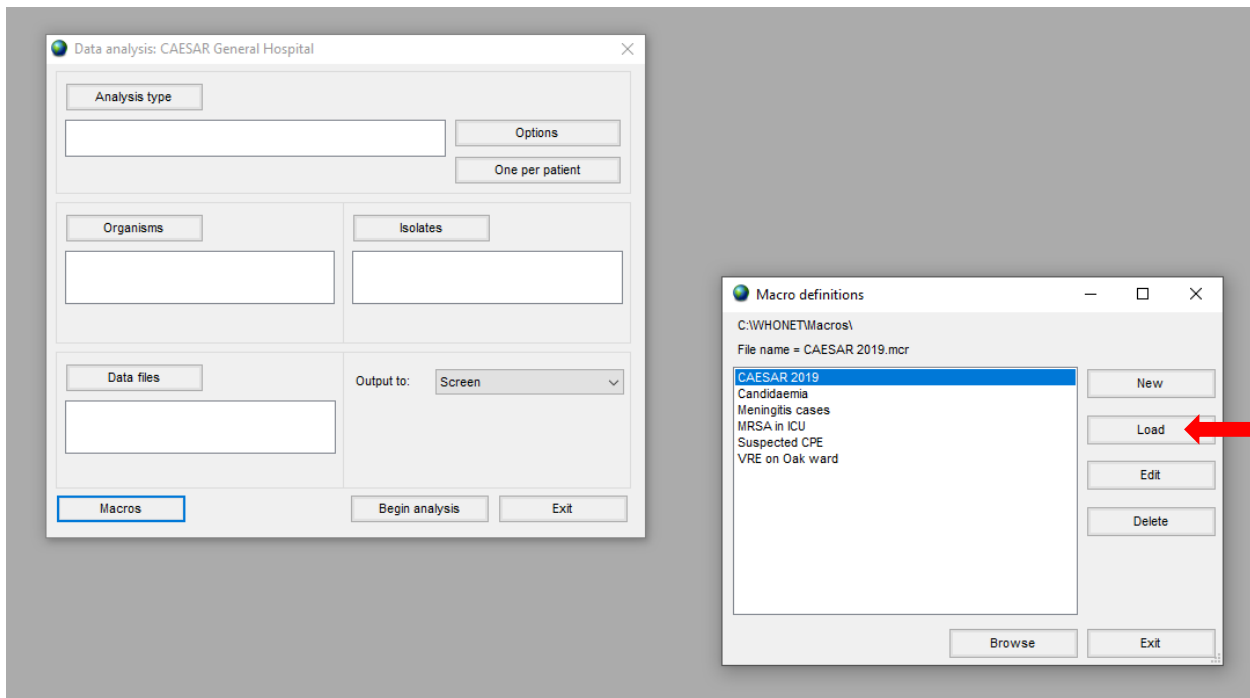 Data analysis: CAESAR General Hospital
Analysis type
Options
One per patient
Organisms
Isolates
Data files
Output to:
Screen
Macros
Begin analysis
Exit
Macro definitions
C:\WHONET\Macros\
File name = CAESAR 2019.mcr
CAESAR 2019
Candidaemia
Meningitis cases
MRSA in ICU
Suspected CPE
VRE on Oak ward
New
Load
Edit
Delete
Browse
Exit